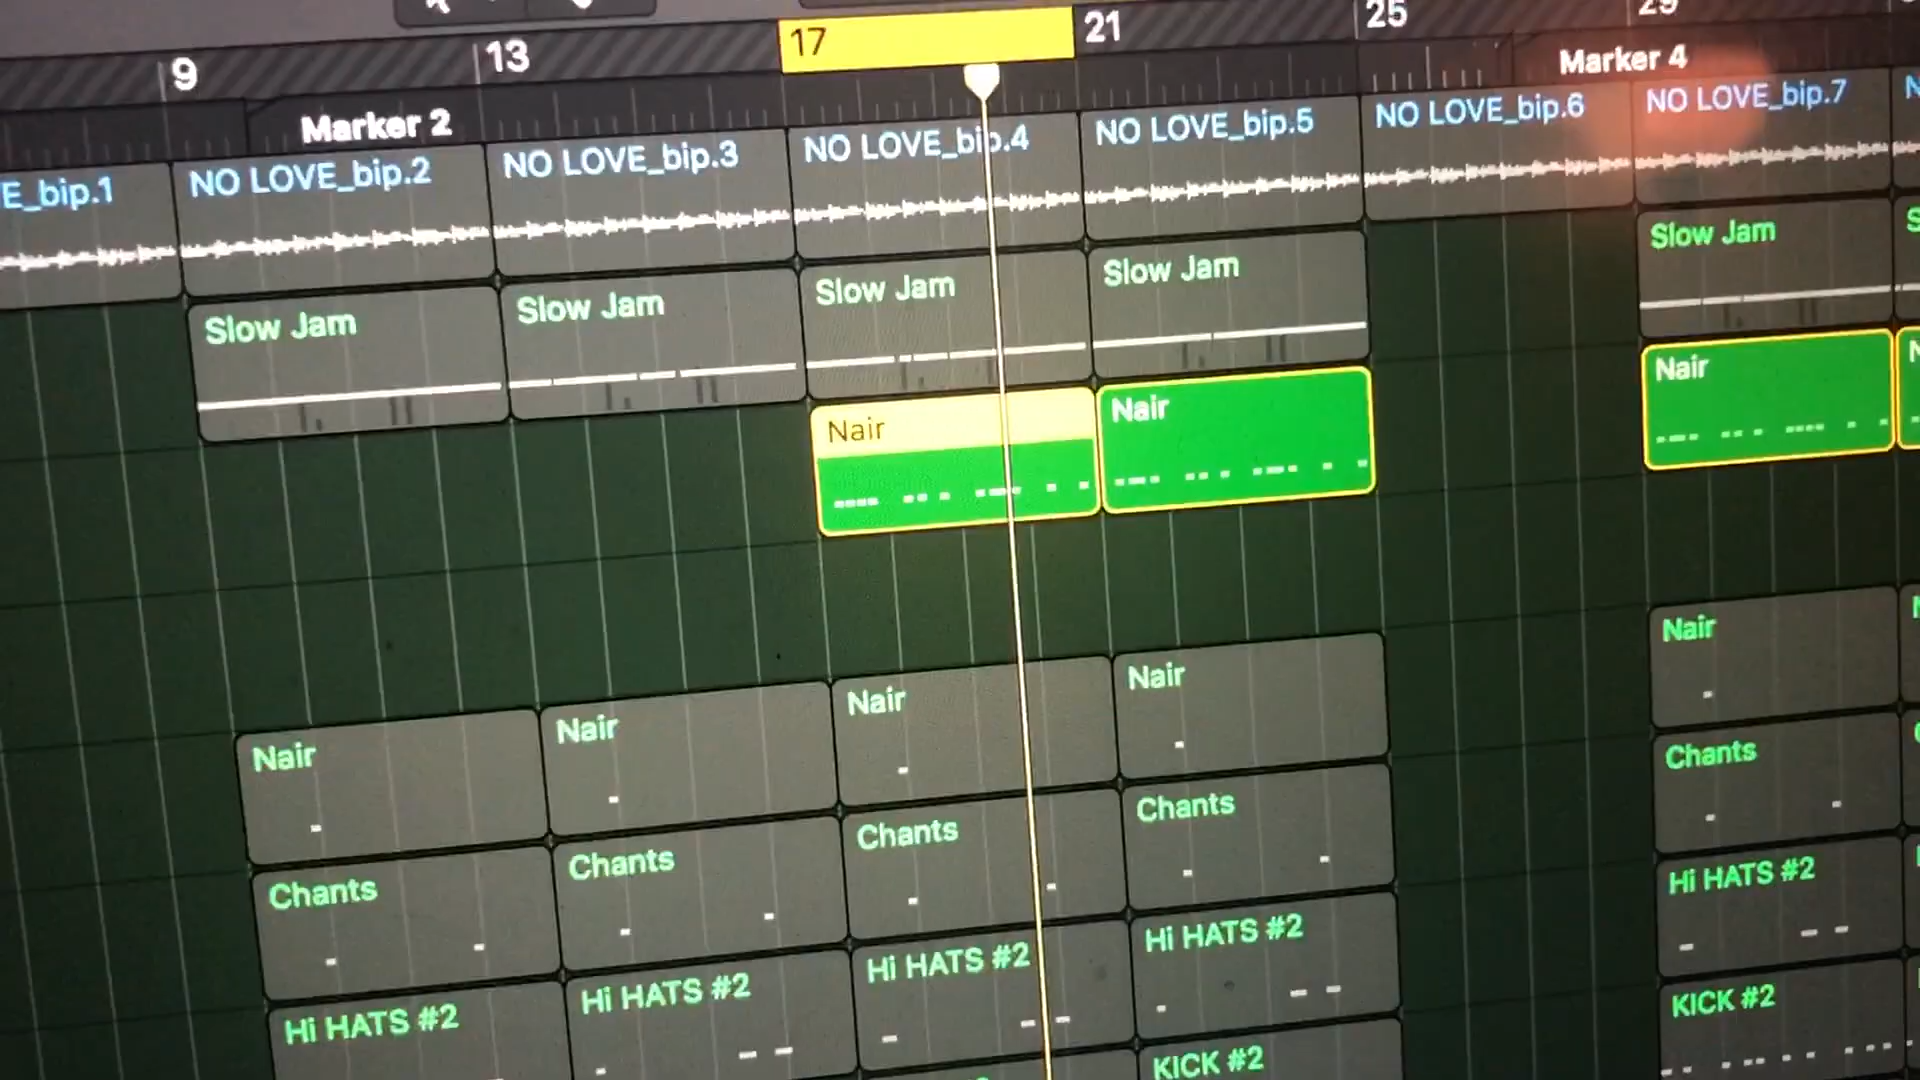 9 13 17 21 25 29
Marker 2 Marker 4
E_bip.1 NO LOVE_bip.2 NO LOVE_bip.3 NO LOVE_bip.4 NO LOVE_bip.5 NO LOVE_bip.6 NO LOVE_bip.7 N
Slow Jam Slow Jam Slow Jam Slow Jam Slow Jam S
Nair Nair Nair N
Nair Nair Nair Nair Nair
Chants Chants Chants Chants Chants
Hi HATS #2 Hi HATS #2 Hi HATS #2 Hi HATS #2 Hi HATS #2
KICK #2 KICK #2